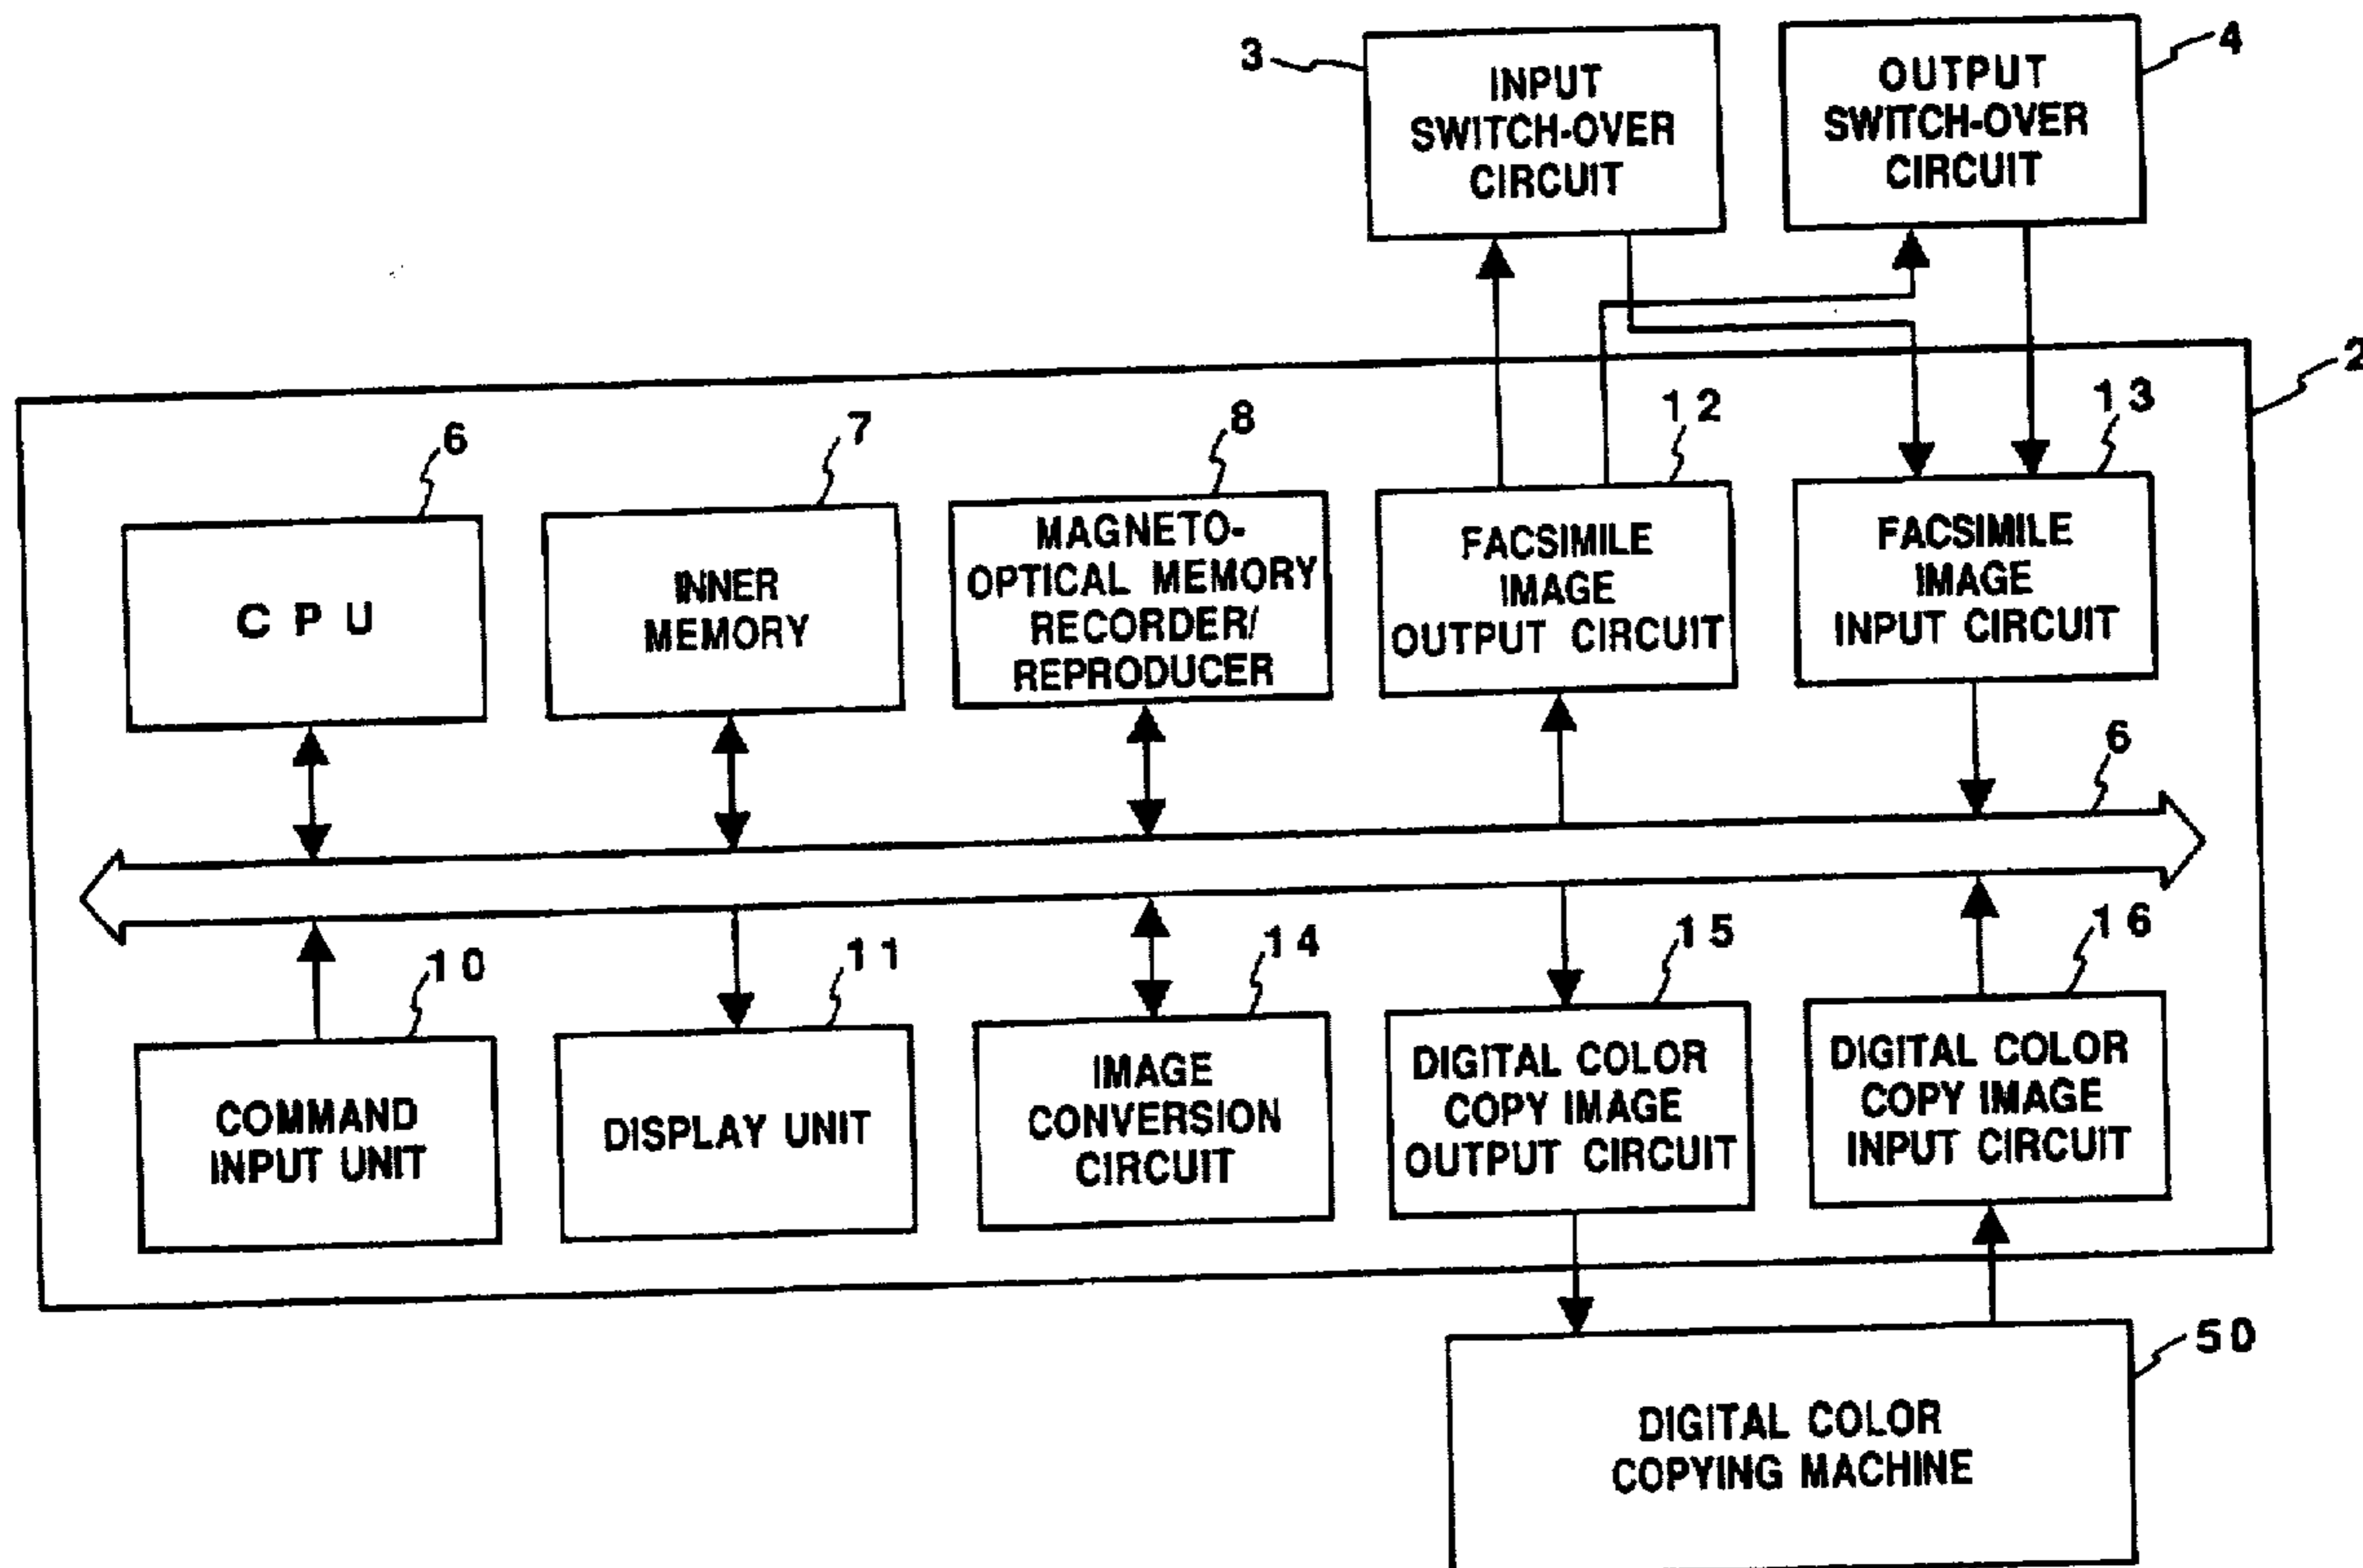 3
INPUT
SWITCH-OVER
CIRCUIT
OUTPUT
SWITCH-OVER
CIRCUIT
4
2
6
CPU
7
INNER
MEMORY
8
MAGNETO-
OPTICAL MEMORY
RECORDER/
REPRODUCER
12
FACSIMILE
IMAGE
OUTPUT CIRCUIT
13
FACSIMILE
IMAGE
INPUT CIRCUIT
6
10
COMMAND
INPUT UNIT
11
DISPLAY UNIT
14
IMAGE
CONVERSION
CIRCUIT
15
DIGITAL COLOR
COPY IMAGE
OUTPUT CIRCUIT
16
DIGITAL COLOR
COPY IMAGE
INPUT CIRCUIT
50
DIGITAL COLOR
COPYING MACHINE